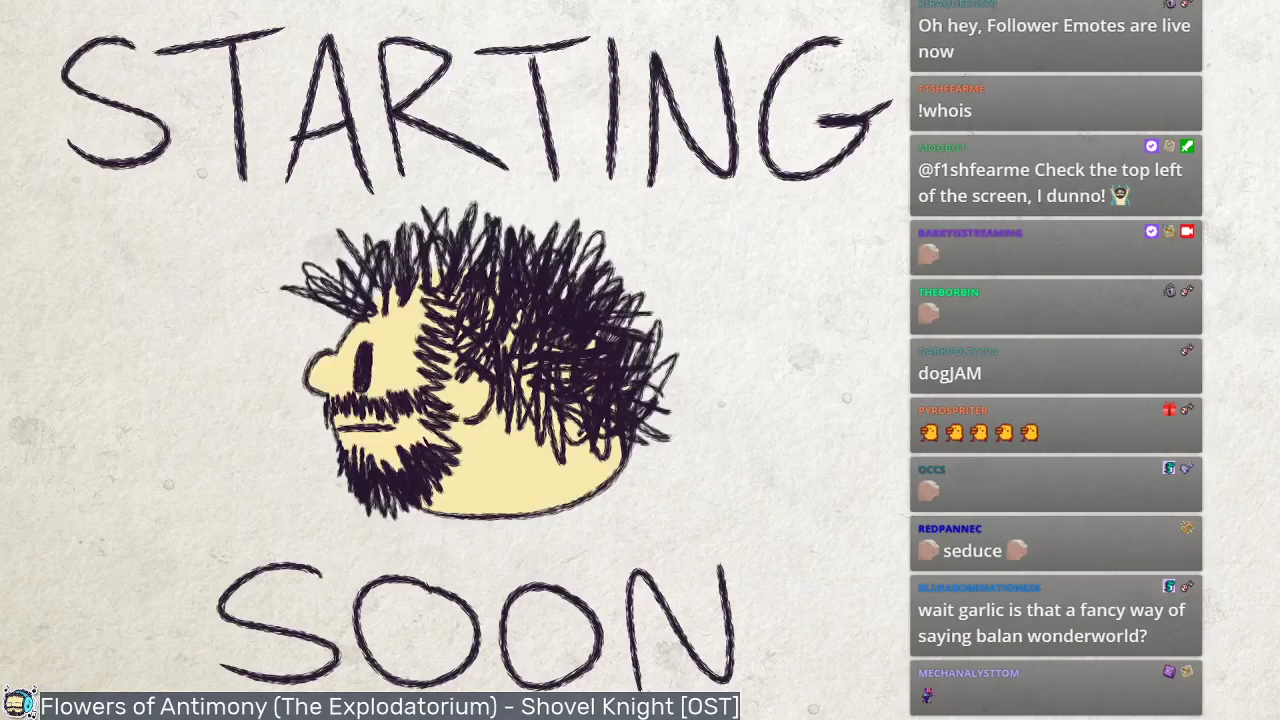 STARTING
SOON
Oh hey, Follower Emotes are live
now
F1SHFEARME
!whois
MOOBOT
@f1shfearme Check the top left
of the screen, I dunno!
BARRYISSTREAMING
THEBORBIN
dogJAM
PYROSPRITER
OCCS
REDPANNEC
seduce
wait garlic is that a fancy way of
saying balan wonderworld?
MECHANALYSTTOM
Flowers of Antimony (The Explodatorium) - Shovel Knight [OST]